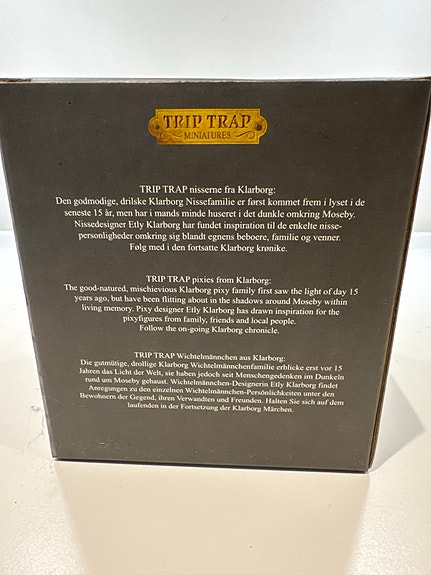 TRIP TRAP
MINIATURES
TRIP TRAP nisserne fra Klarborg:
Den godmodige, drilske Klarborg Nissefamilie er først kommet frem i lyset i de
seneste 15 år, men har i mands minde huseret i det dunkle omkring Moseby.
Nissedesigner Etly Klarborg har fundet inspiration til de enkelte nisse-
personligheder omkring sig blandt egnens beboere, familie og venner.
Følg med i den fortsatte Klarborg krønike.
TRIP TRAP pixies from Klarborg:
The good-natured, mischievious Klarborg pixy family first saw the light of day 15
years ago, but have been flitting about in the shadows around Moseby within
living memory. Pixy designer Etly Klarborg has drawn inspiration for the
pixyfigures from family, friends and local people.
Follow the on-going Klarborg chronicle.
TRIP TRAP Wichtelmännchen aus Klarborg:
Die gutmütige, drollige Klarborg Wichtelmännchenfamilie erblicke erst vor 15
Jahren das Licht der Welt, sie haben jedoch seit Menschengedenken im Dunkeln
rund um Moseby gehaust. Wichtelmännchen-Designerin Etly Klarborg findet
Anregungen zu den einzelnen Wichtelmännchen-Persönlichkeiten unter den
Bewohnern der Gegend, ihren Verwandten und Freunden. Halten Sie sich auf dem
laufenden in der Fortsetzung der Klarborg Märchen.